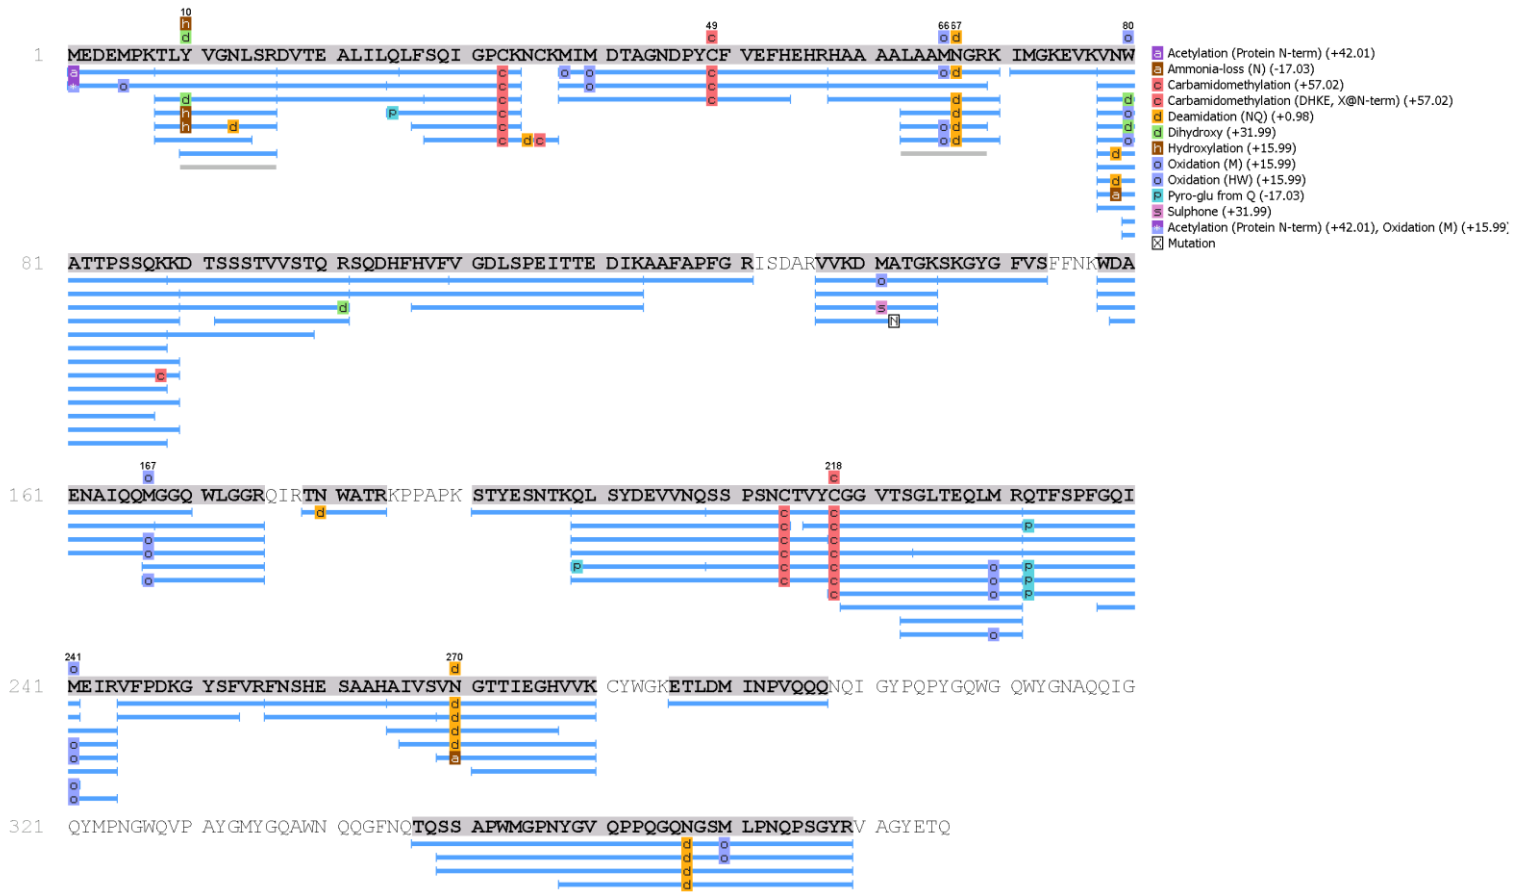 10 49 66 67 80
h
d c o d o
1 MEDEMPKTLY VGNLSRDVTE ALILQLFSQI GPCKNCKMIM DTAGNDPYCF VEFHEHRHAA AALAAMNGRK IMGKEVKVNW
a c o o c o d
+ o c o c d
d c c d d
h p c d o
h d c d d
c d c o d o
d
d
a
a Acetylation (Protein N-term) (+42.01)
a Ammonia-loss (N) (-17.03)
c Carbamidomethylation (+57.02)
c Carbamidomethylation (DHKE, X@N-term) (+57.02)
d Deamidation (NQ) (+0.98)
d Dihydroxy (+31.99)
h Hydroxylation (+15.99)
o Oxidation (M) (+15.99)
o Oxidation (HW) (+15.99)
p Pyro-glu from Q (-17.03)
s Sulphone (+31.99)
+ Acetylation (Protein N-term) (+42.01), Oxidation (M) (+15.99)
Mutation
81 ATTPSSQKKD TSSSTVVSTQ RSQDHFHVFV GDLSPEITTE DIKAAFAPFG RISDARVVKD MATGKSKGYG FVSFFNKWDA
o
d s
N
c
167 218
o c
161 ENAIQQMGGQ WLGGRQIRTN WATRKPPAPK STYESNTKQL SYDEVVNQSS PSNCTVYCGG VTSGLTEQLM RQTFSPFGQI
d c c
c c p
o c c
o c c
p c c o p
o c c o p
c o p
o
241 270
o d
241 MEIRVFPDKG YSFVRFNSHE SAAHAIVSVN GTTIEGHVVK CYWGKETLDM INPVQQQNQI GYPQPYGQWG QWYGNAQQIG
d
d
d
o d
o a
o
o
321 QYMPNGWQVP AYGMYGQAWN QQGFNQTQSS APWMGPNYGV QPPQGQNGSM LPNQPSGYRV AGYETQ
d o
d o
d
d